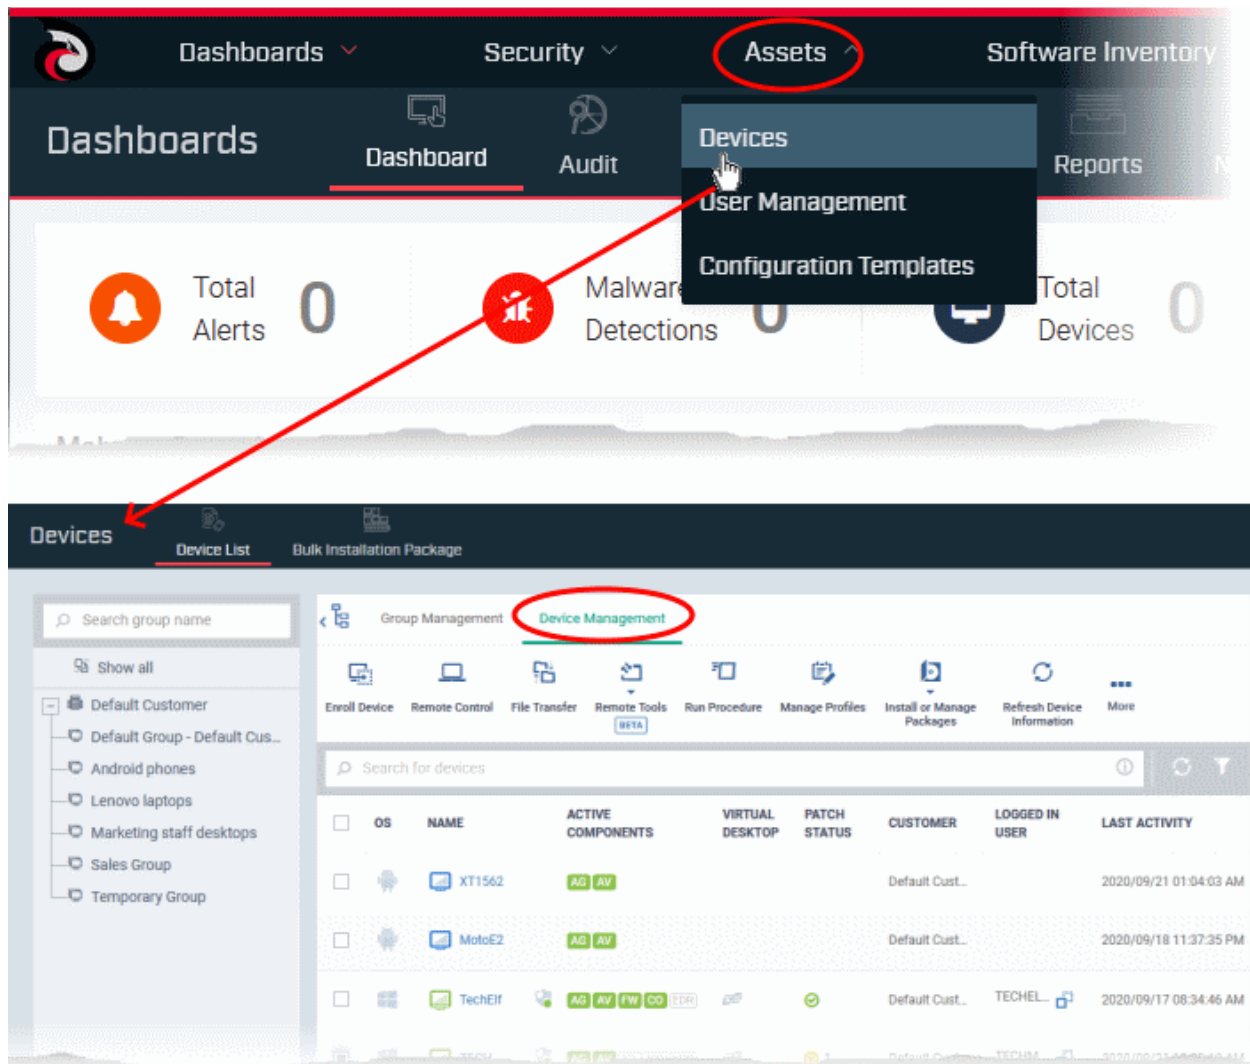 Dashboards Security Assets Software Inventory
Dashboards Dashboard Audit Reports
Devices
User Management
Configuration Templates
Total Alerts 0 Malware Detections 0 Total Devices 0
Devices Device List Bulk Installation Package
Search group name
Show all
Default Customer
Default Group - Default Cus...
Android phones
Lenovo laptops
Marketing staff desktops
Sales Group
Temporary Group
Group Management Device Management
Enroll Device Remote Control File Transfer Remote Tools BETA Run Procedure Manage Profiles Install or Manage Packages Refresh Device Information More
Search for devices
OS NAME ACTIVE COMPONENTS VIRTUAL DESKTOP PATCH STATUS CUSTOMER LOGGED IN USER LAST ACTIVITY
XT1562 AG AV Default Cust... 2020/09/21 01:04:03 AM
MotoE2 AG AV Default Cust... 2020/09/18 11:37:35 PM
TechElf AG AV FW CO EDR Default Cust... TECHEL... 2020/09/17 08:34:46 AM